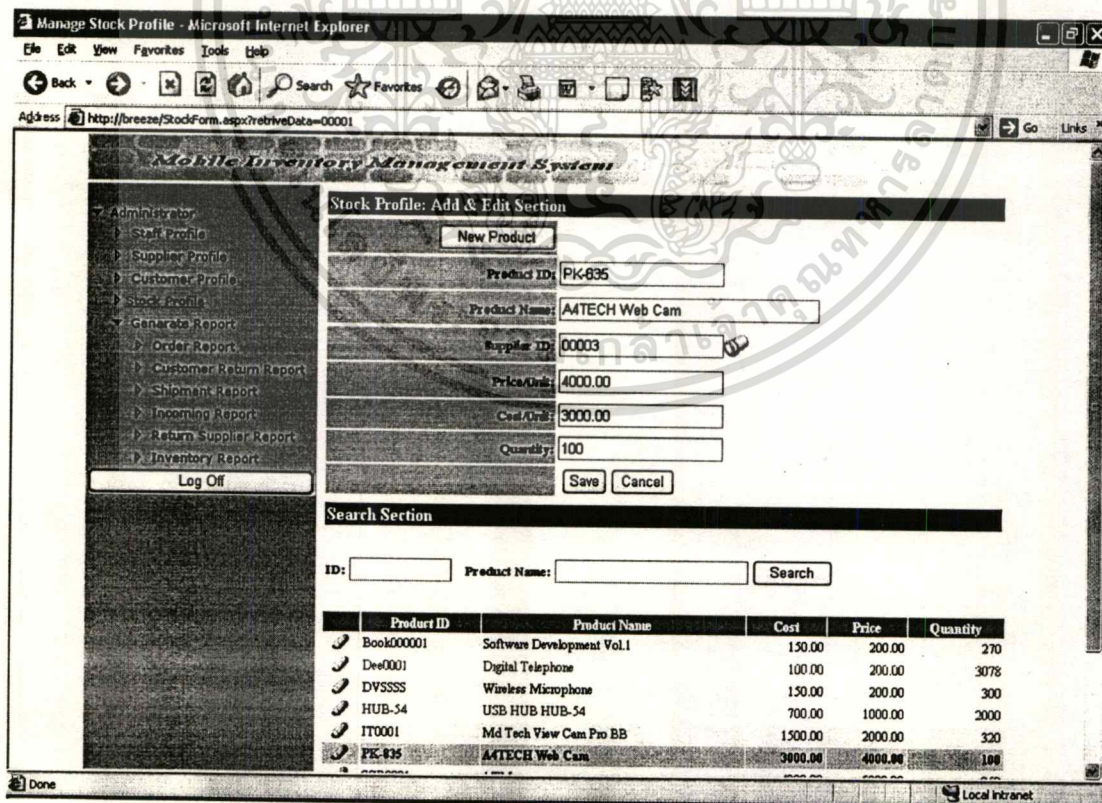 Manage Stock Profile - Microsoft Internet Explorer
File Edit View Favorites Tools Help
Back Search Favorites
Address http://breeze/StockForm.aspx?retriveData=00001 Go Links
Mobile Inventory Management System
Administrator
Staff Profile
Supplier Profile
Customer Profile
Stock Profile
Genarate Report
Order Report
Customer Return Report
Shipment Report
Incoming Report
Return Supplier Report
Inventory Report
Log Off
Stock Profile: Add & Edit Section
New Product
Product ID: PK-835
Product Name: A4TECH Web Cam
Supplier ID: 00003
Price/Unit: 4000.00
Cost/Unit: 3000.00
Quantity: 100
Save Cancel
Search Section
ID: Product Name: Search
Product ID Product Name Cost Price Quantity
Book000001 Software Development Vol.1 150.00 200.00 270
Dee0001 Digital Telephone 100.00 200.00 3078
DVSSSS Wireless Microphone 150.00 200.00 300
HUB-54 USB HUB HUB-54 700.00 1000.00 2000
IT0001 Md Tech View Cam Pro BB 1500.00 2000.00 320
PK-835 A4TECH Web Cam 3000.00 4000.00 100
Done Local intranet